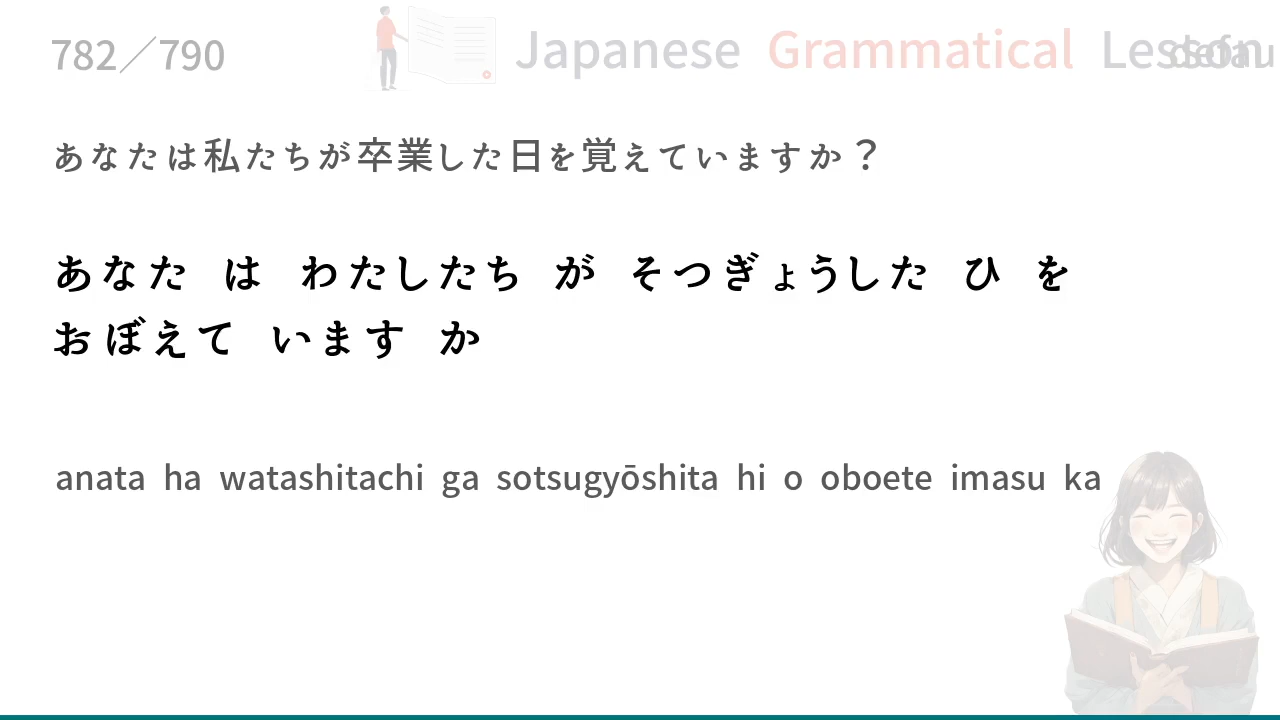 782／790
Japanese Grammatical Lesson
あなたは私たちが卒業した日を覚えていますか？
あなた は わたしたち が そつぎょうした ひ を
おぼえて います か
anata ha watashitachi ga sotsugyōshita hi o oboete imasu ka